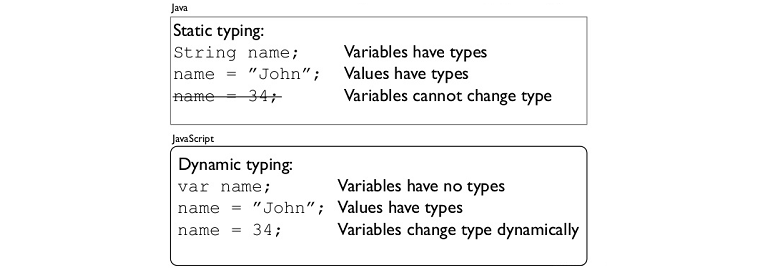 Java
Static typing:
String name; Variables have types
name = ”John”; Values have types
name = 34; Variables cannot change type
JavaScript
Dynamic typing:
var name; Variables have no types
name = ”John”; Values have types
name = 34; Variables change type dynamically